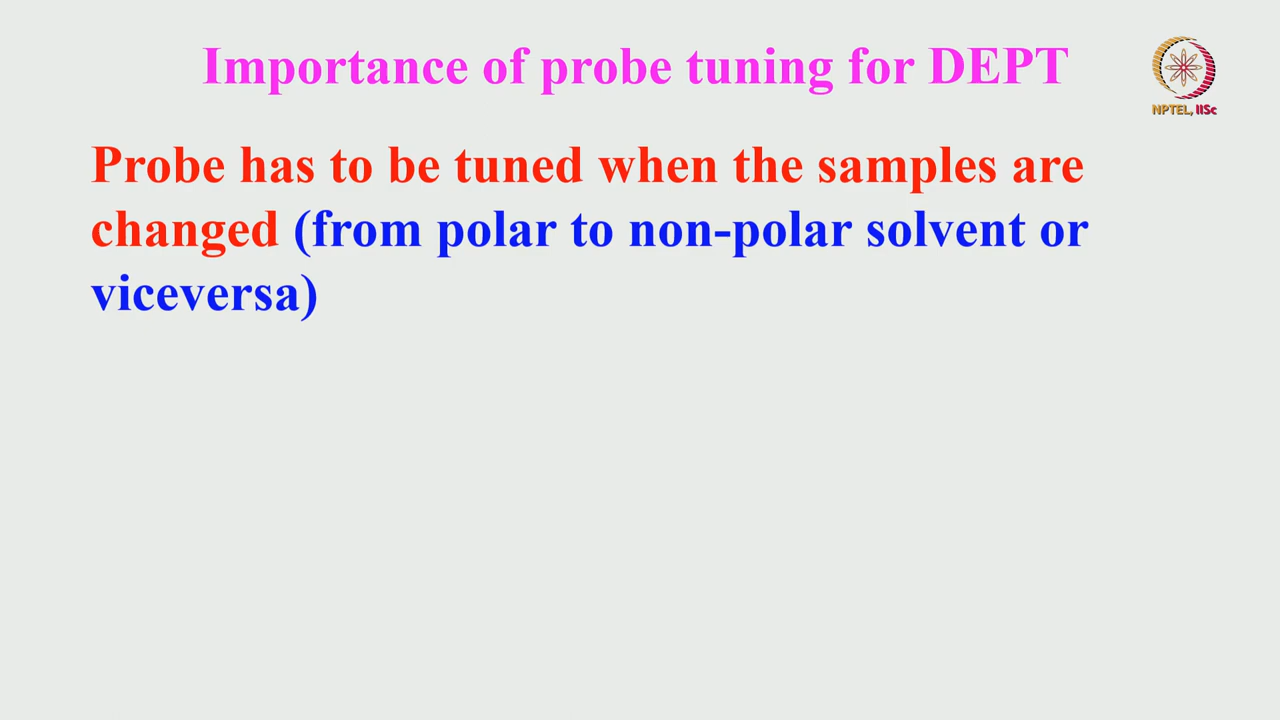 Importance of probe tuning for DEPT
NPTEL, IISc
Probe has to be tuned when the samples are
changed (from polar to non-polar solvent or
viceversa)